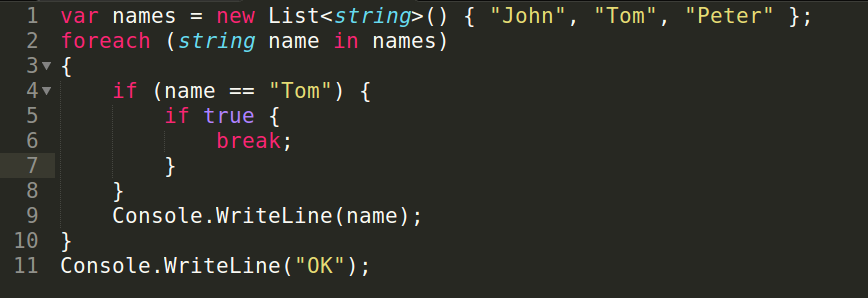 1 var names = new List<string>() { "John", "Tom", "Peter" };
2 foreach (string name in names)
3 {
4     if (name == "Tom") {
5         if true {
6             break;
7         }
8     }
9     Console.WriteLine(name);
10 }
11 Console.WriteLine("OK");